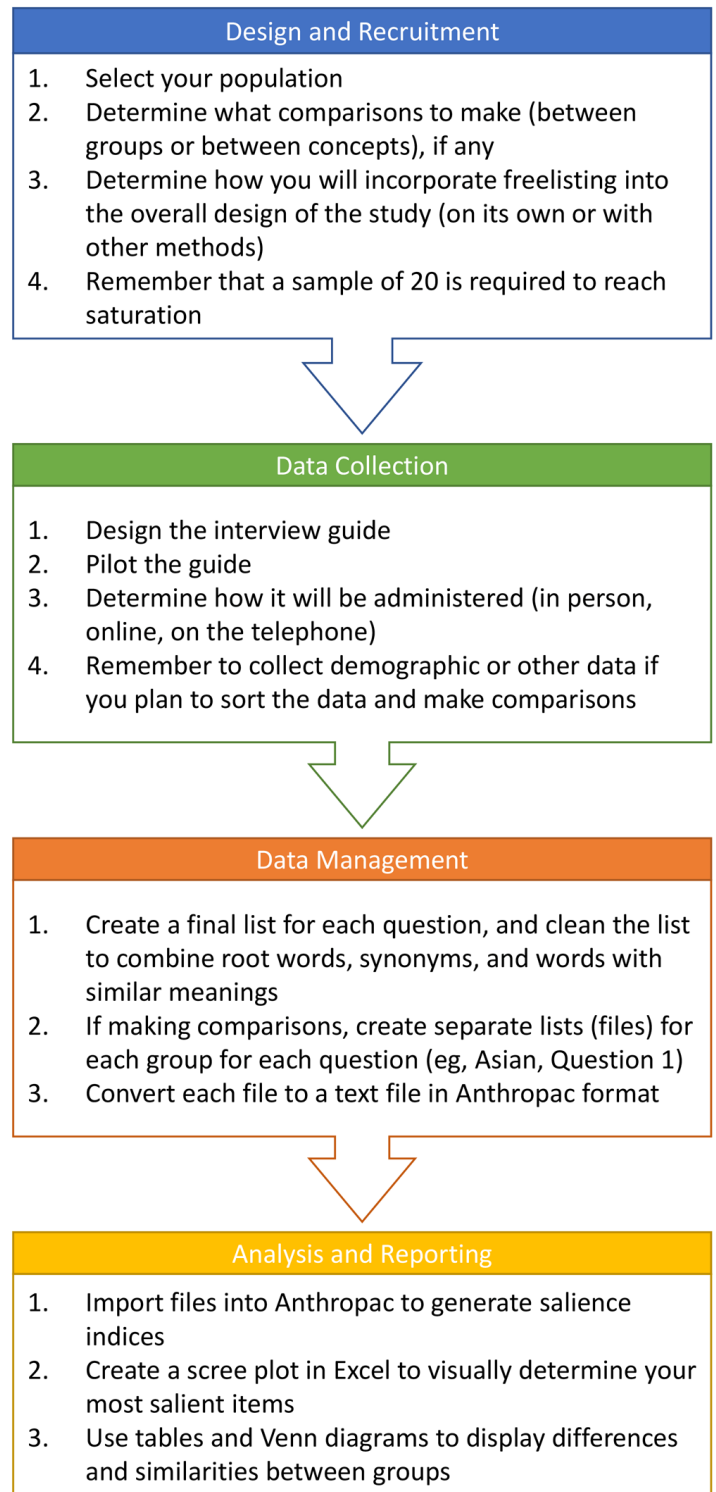 Design and Recruitment
1. Select your population
2. Determine what comparisons to make (between
groups or between concepts), if any
3. Determine how you will incorporate freelisting into
the overall design of the study (on its own or with
other methods)
4. Remember that a sample of 20 is required to reach
saturation
Data Collection
1. Design the interview guide
2. Pilot the guide
3. Determine how it will be administered (in person,
online, on the telephone)
4. Remember to collect demographic or other data if
you plan to sort the data and make comparisons
Data Management
1. Create a final list for each question, and clean the list
to combine root words, synonyms, and words with
similar meanings
2. If making comparisons, create separate lists (files) for
each group for each question (eg, Asian, Question 1)
3. Convert each file to a text file in Anthropac format
Analysis and Reporting
1. Import files into Anthropac to generate salience
indices
2. Create a scree plot in Excel to visually determine your
most salient items
3. Use tables and Venn diagrams to display differences
and similarities between groups